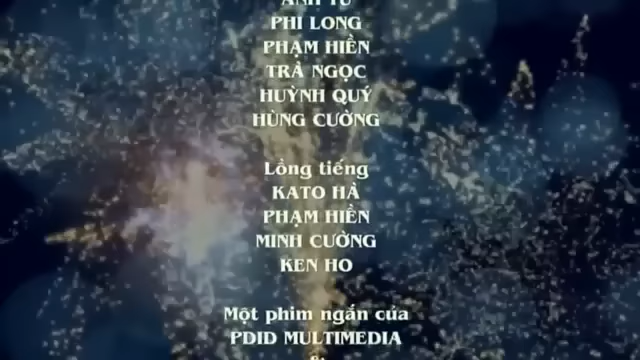 PHI LONG
PHẠM HIỀN
TRÀ NGỌC
HUỲNH QUÝ
HÙNG CƯỜNG
Lồng tiếng
KATO HÀ
PHẠM HIỀN
MINH CƯỜNG
KEN HO
Một phim ngắn của
PDID MULTIMEDIA